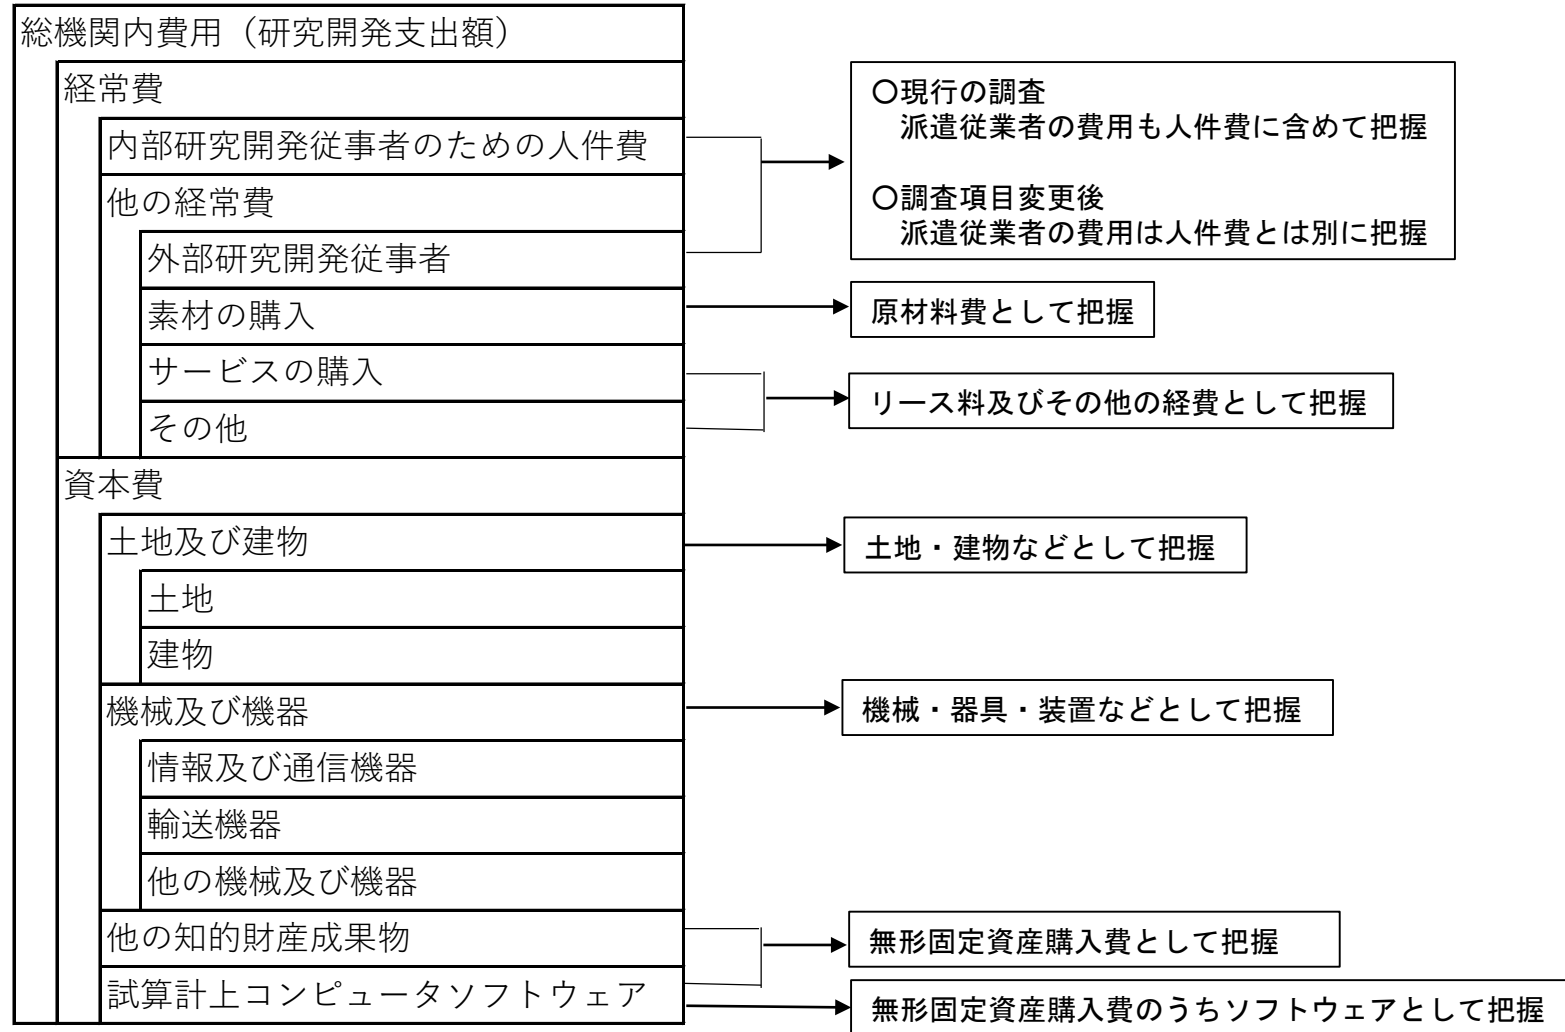 総機関内費用（研究開発支出額）
経常費
内部研究開発従事者のための人件費
他の経常費
外部研究開発従事者
素材の購入
サービスの購入
その他
資本費
土地及び建物
土地
建物
機械及び機器
情報及び通信機器
輸送機器
他の機械及び機器
他の知的財産成果物
試算計上コンピュータソフトウェア
〇現行の調査
派遣従業者の費用も人件費に含めて把握
〇調査項目変更後
派遣従業者の費用は人件費とは別に把握
原材料費として把握
リース料及びその他の経費として把握
土地・建物などとして把握
機械・器具・装置などとして把握
無形固定資産購入費として把握
無形固定資産購入費のうちソフトウェアとして把握